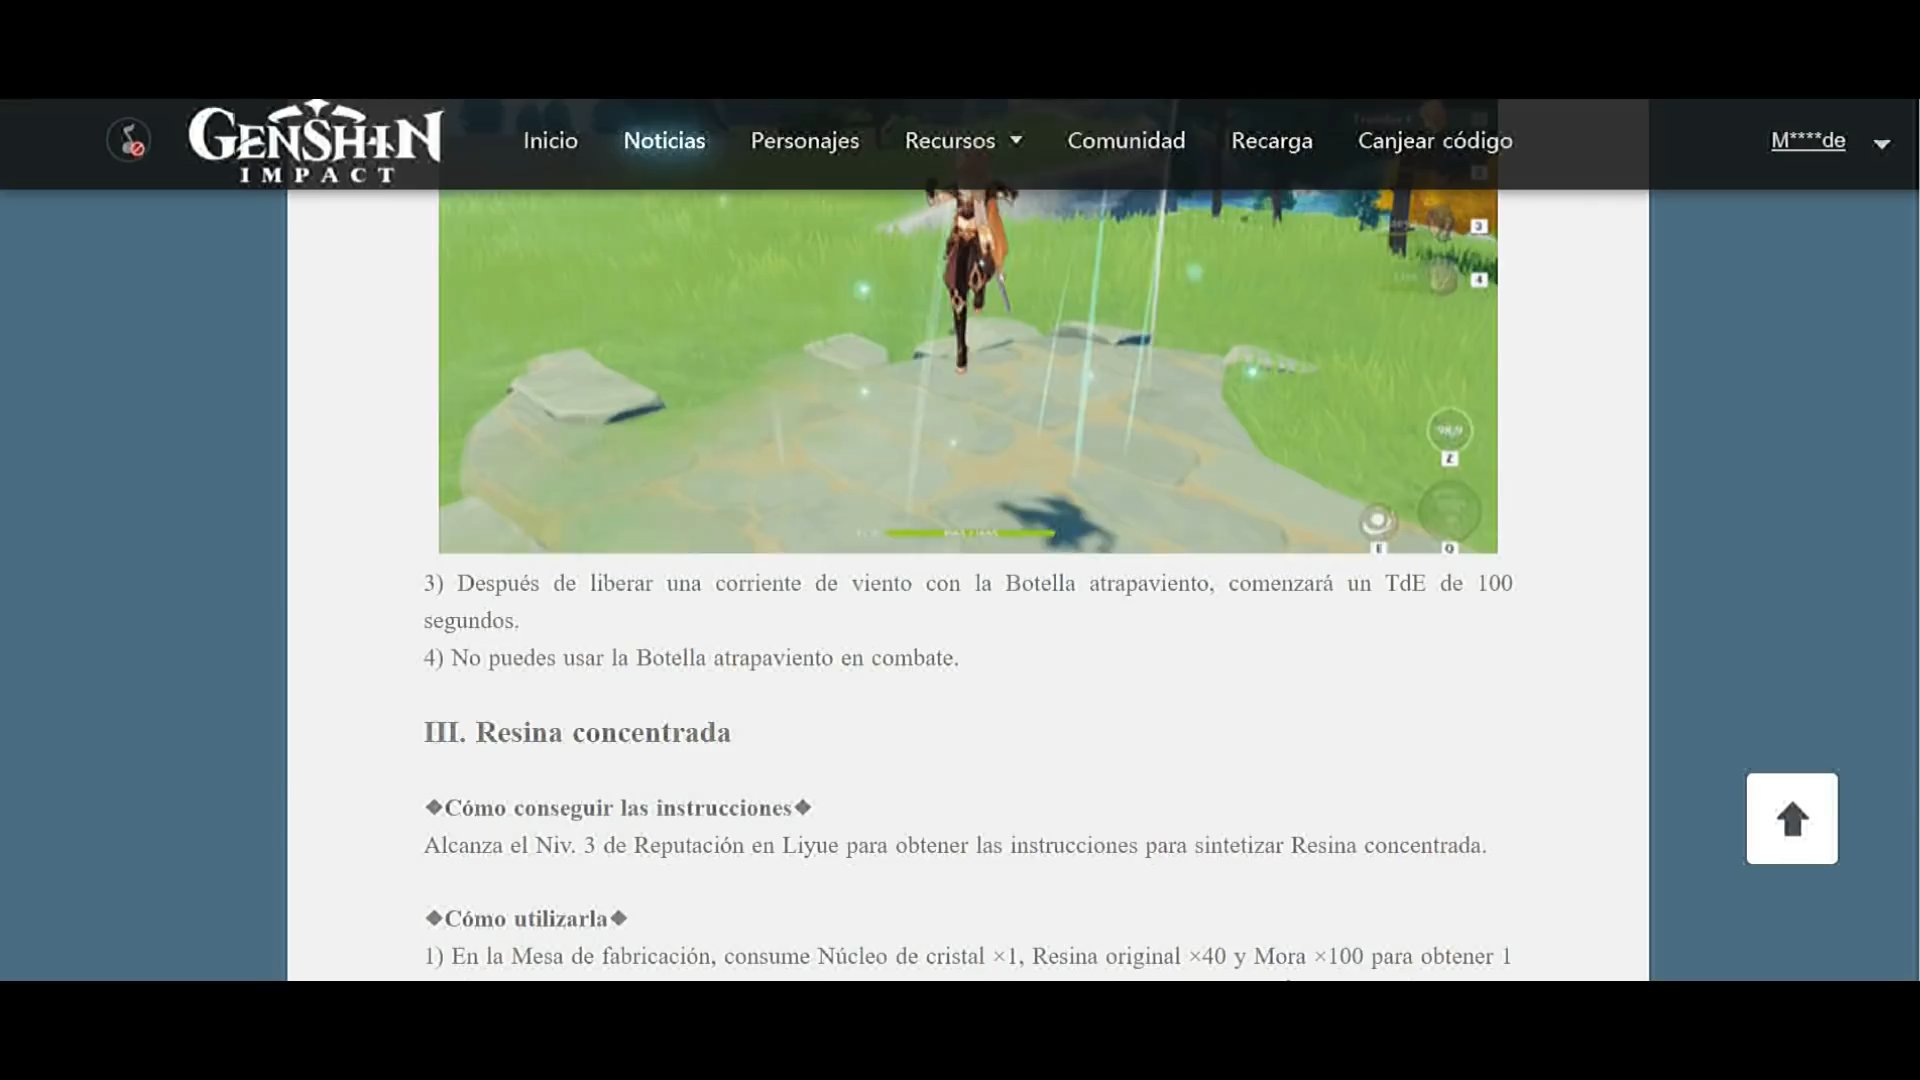 GENSHIN
IMPACT
Inicio
Noticias
Personajes
Recursos
Comunidad
Recarga
Canjear código
M****de
3
4
Z
E
Q
3) Después de liberar una corriente de viento con la Botella atrapaviento, comenzará un TdE de 100
segundos.
4) No puedes usar la Botella atrapaviento en combate.
III. Resina concentrada
❖Cómo conseguir las instrucciones❖
Alcanza el Niv. 3 de Reputación en Liyue para obtener las instrucciones para sintetizar Resina concentrada.
❖Cómo utilizarla❖
1) En la Mesa de fabricación, consume Núcleo de cristal ×1, Resina original ×40 y Mora ×100 para obtener 1